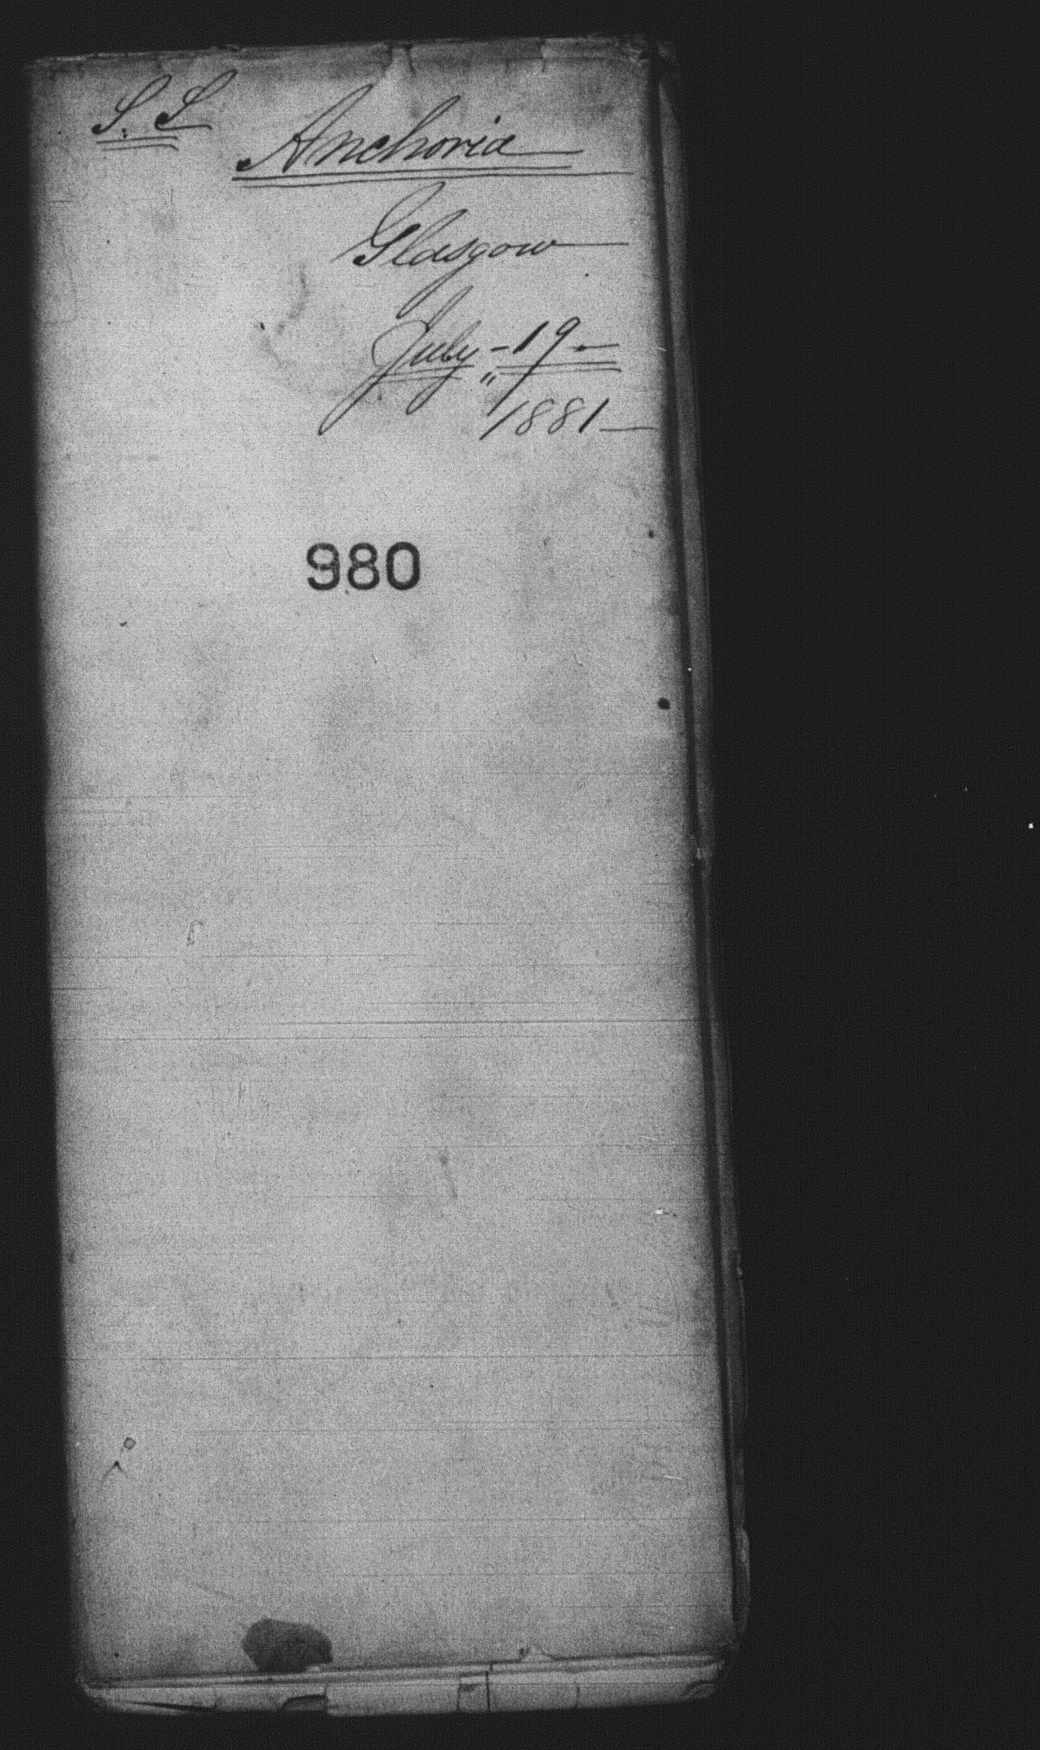 S. S
Anchoria
Glasgow
July - 19 -
1881 -
980